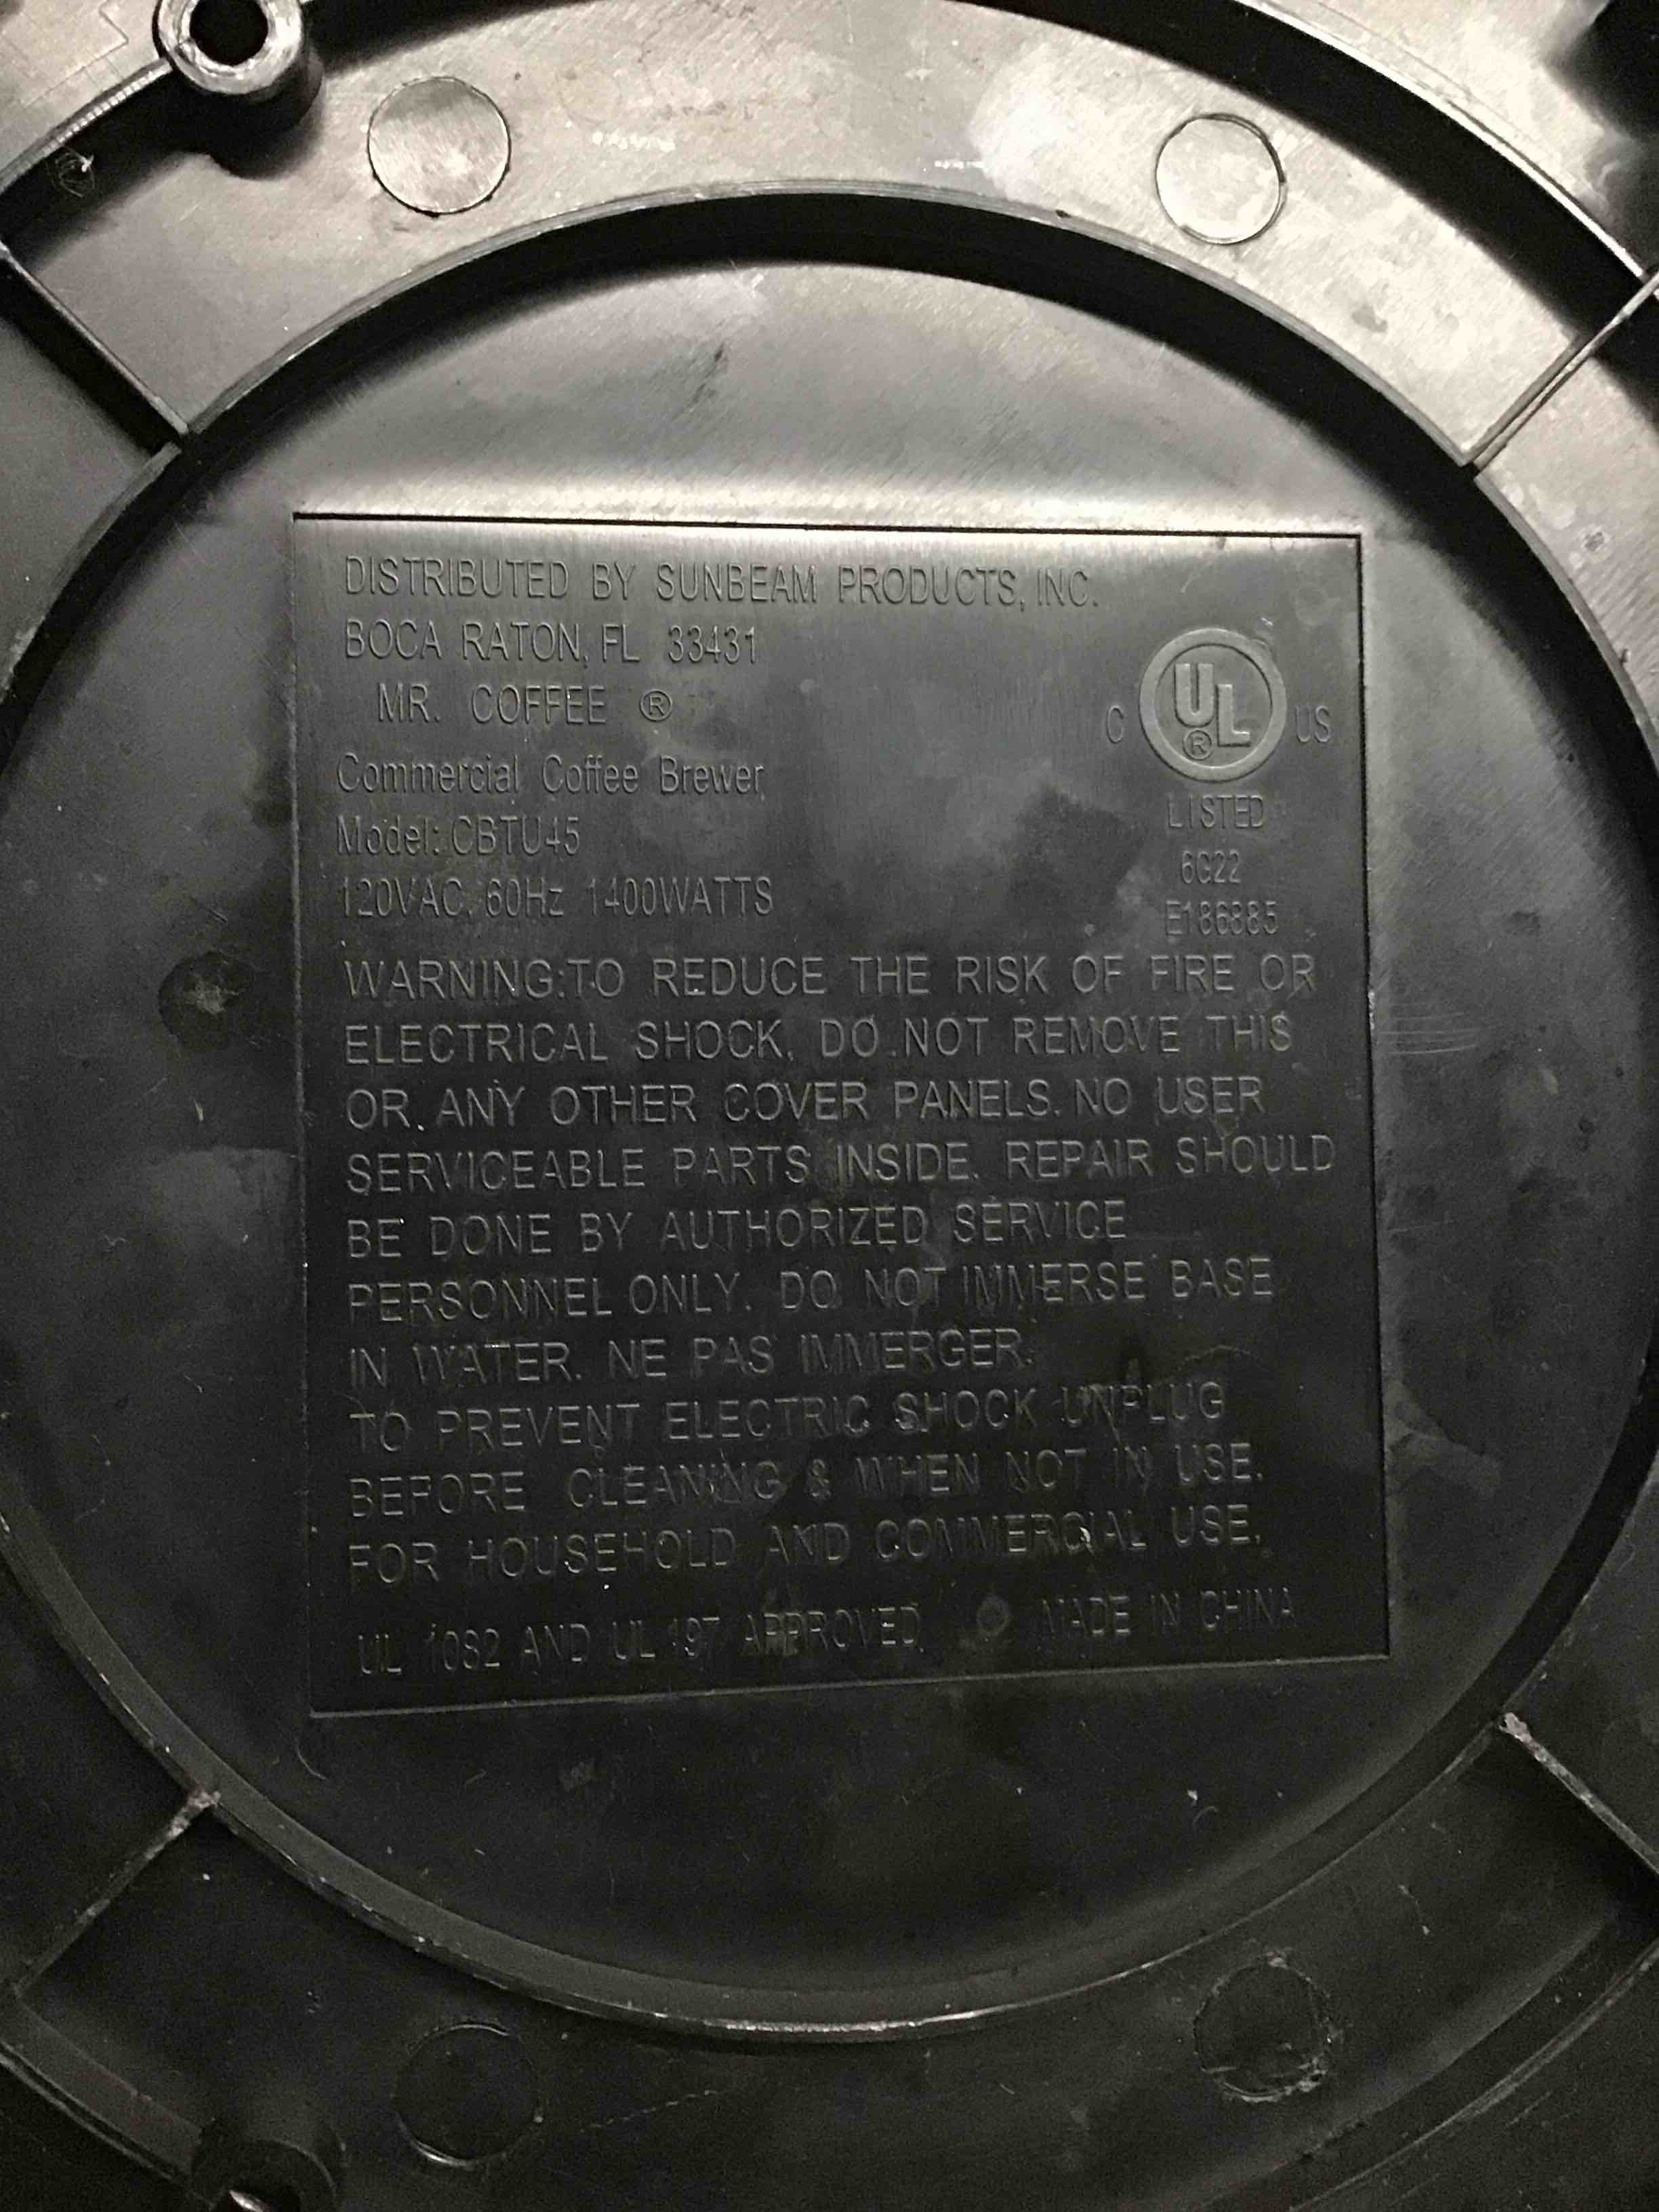 DISTRIBUTED BY SUNBEAM PRODUCTS, INC.
BOCA RATON, FL 33431
MR. COFFEE ®
C UL ® US
Commercial Coffee Brewer
Model: CBTU45
LISTED
6G22
120VAC, 60Hz 1400WATTS
E186885
WARNING:TO REDUCE THE RISK OF FIRE OR
ELECTRICAL SHOCK, DO NOT REMOVE THIS
OR ANY OTHER COVER PANELS. NO USER
SERVICEABLE PARTS INSIDE. REPAIR SHOULD
BE DONE BY AUTHORIZED SERVICE
PERSONNEL ONLY. DO NOT IMMERSE BASE
IN WATER. NE PAS IMMERGER.
TO PREVENT ELECTRIC SHOCK UNPLUG
BEFORE CLEANING & WHEN NOT IN USE.
FOR HOUSEHOLD AND COMMERCIAL USE.
UL 1082 AND UL 197 APPROVED MADE IN CHINA